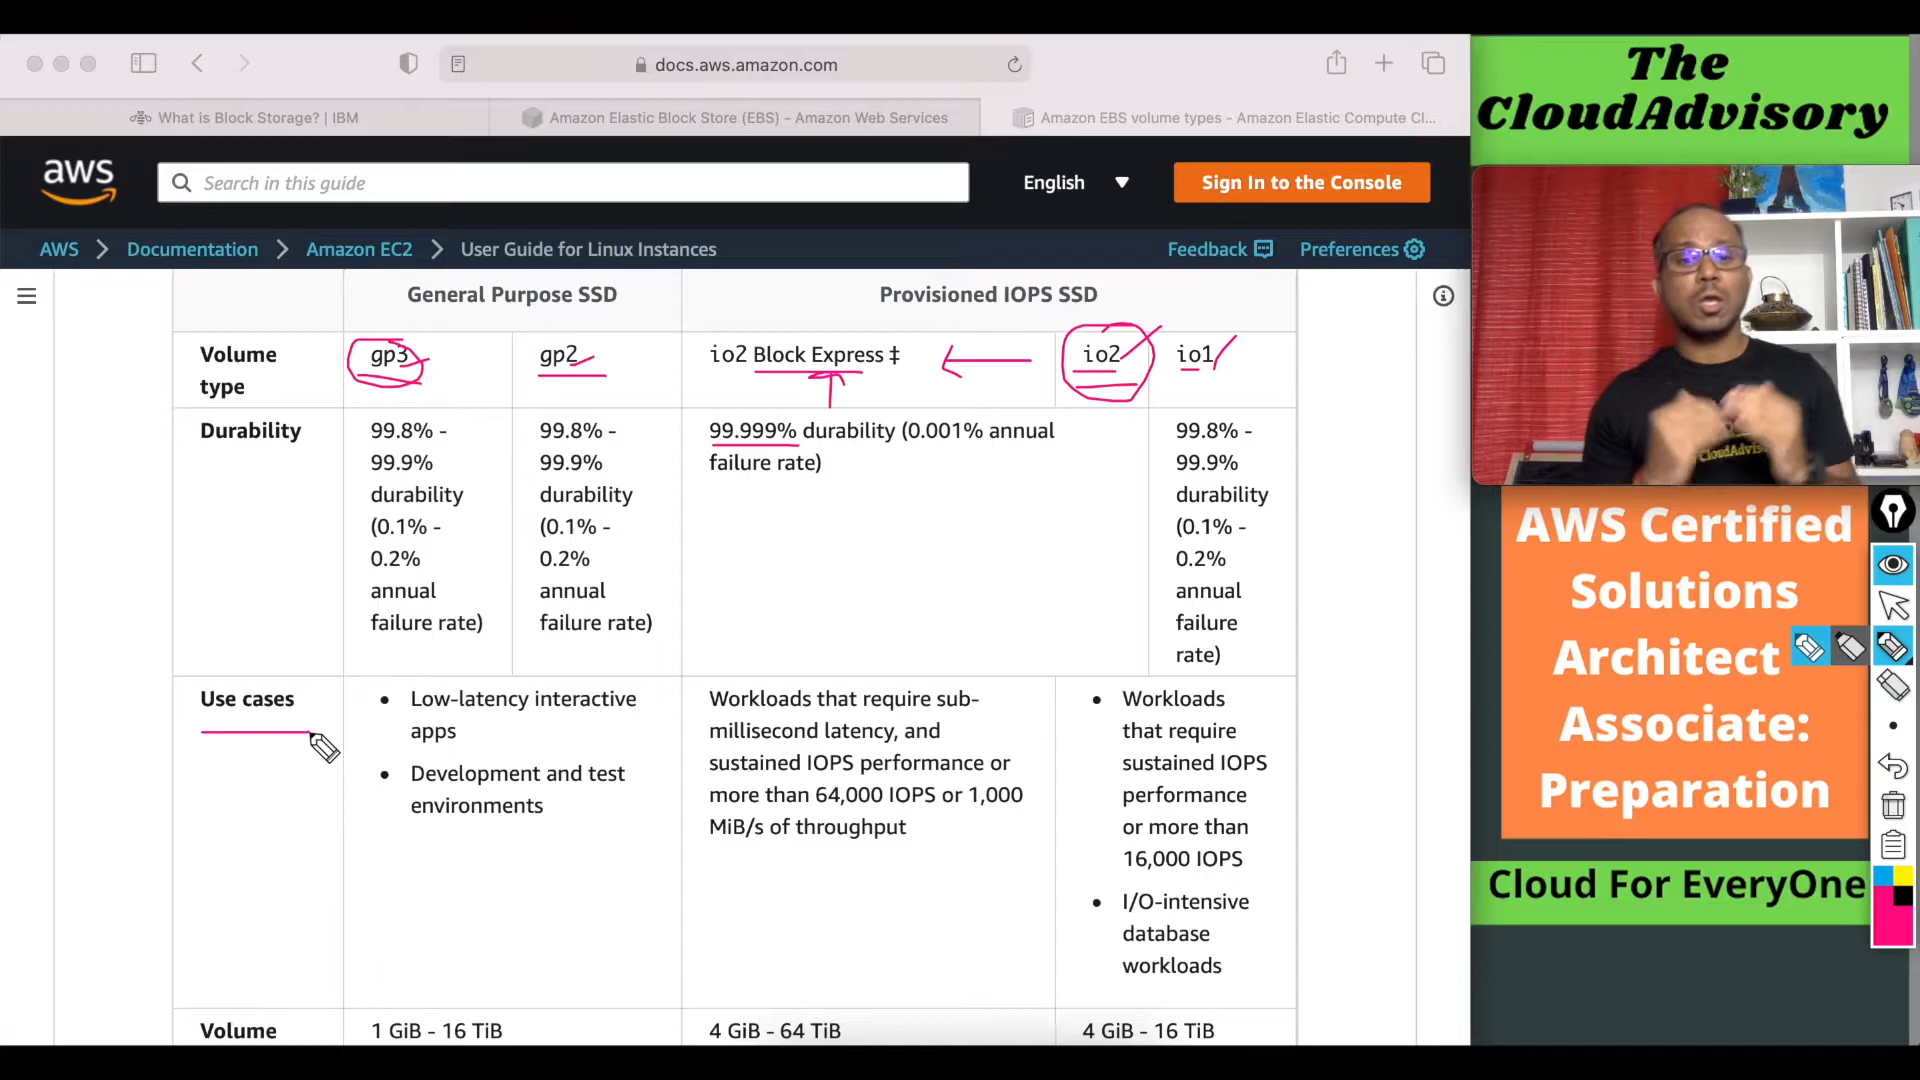 docs.aws.amazon.com
What is Block Storage? | IBM
Amazon Elastic Block Store (EBS) – Amazon Web Services
Amazon EBS volume types - Amazon Elastic Compute Cl...
aws
Search in this guide
English
Sign In to the Console
AWS
Documentation
Amazon EC2
User Guide for Linux Instances
Feedback
Preferences
General Purpose SSD
Provisioned IOPS SSD
Volume type
gp3
gp2
io2 Block Express ‡
io2
io1
Durability
99.8% -
99.9%
durability
(0.1% -
0.2%
annual
failure rate)
99.8% -
99.9%
durability
(0.1% -
0.2%
annual
failure rate)
99.999% durability (0.001% annual
failure rate)
99.8% -
99.9%
durability
(0.1% -
0.2%
annual
failure
rate)
Use cases
• Low-latency interactive
apps
• Development and test
environments
Workloads that require sub-
millisecond latency, and
sustained IOPS performance or
more than 64,000 IOPS or 1,000
MiB/s of throughput
• Workloads
that require
sustained IOPS
performance
or more than
16,000 IOPS
• I/O-intensive
database
workloads
Volume
1 GiB - 16 TiB
4 GiB - 64 TiB
4 GiB - 16 TiB
The
CloudAdvisory
AWS Certified
Solutions
Architect
Associate:
Preparation
Cloud For EveryOne